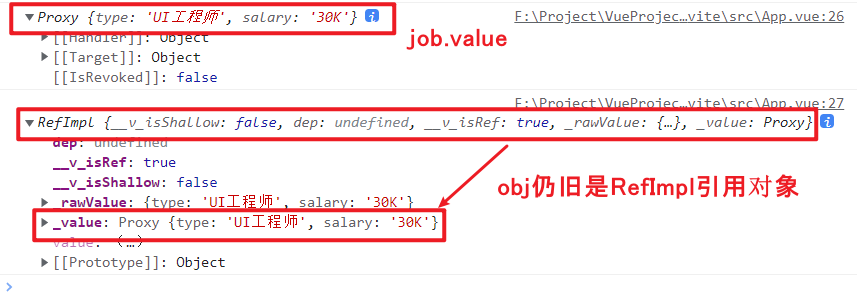 ▼Proxy {type: 'UI工程师', salary: '30K'} i F:\Project\VueProjec…vite\src\App.vue:26
▶[[Handler]]: Object
▶[[Target]]: Object
[[IsRevoked]]: false
job.value
F:\Project\VueProjec…vite\src\App.vue:27
▼RefImpl {__v_isShallow: false, dep: undefined, __v_isRef: true, _rawValue: {…}, _value: Proxy} i
dep: undefined
__v_isRef: true
__v_isShallow: false
▶_rawValue: {type: 'UI工程师', salary: '30K'}
obj仍旧是RefImpl引用对象
▶_value: Proxy {type: 'UI工程师', salary: '30K'}
value: (…)
▶[[Prototype]]: Object
>